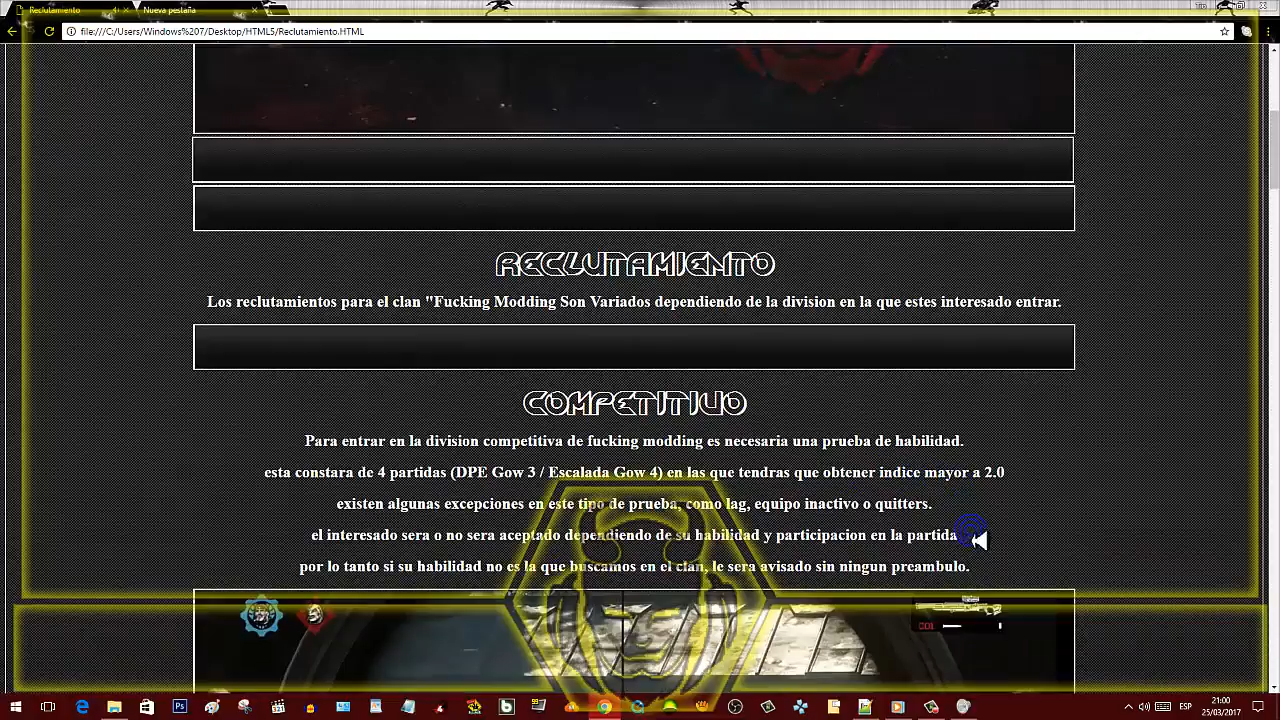 Reclutamiento
Nueva pestaña
file:///C:/Users/Windows%207/Desktop/HTML5/Reclutamiento.HTML
RECLUTAMIENTO
Los reclutamientos para el clan "Fucking Modding Son Variados dependiendo de la division en la que estes interesado entrar.
COMPETITIVO
Para entrar en la division competitiva de fucking modding es necesaria una prueba de habilidad.
esta constara de 4 partidas (DPE Gow 3 / Escalada Gow 4) en las que tendras que obtener indice mayor a 2.0
existen algunas excepciones en este tipo de prueba, como lag, equipo inactivo o quitters.
el interesado sera o no sera aceptado dependiendo de su habilidad y participacion en la partida
por lo tanto si su habilidad no es la que buscamos en el clan, le sera avisado sin ningun preambulo.
ESP
21:00
25/03/2017